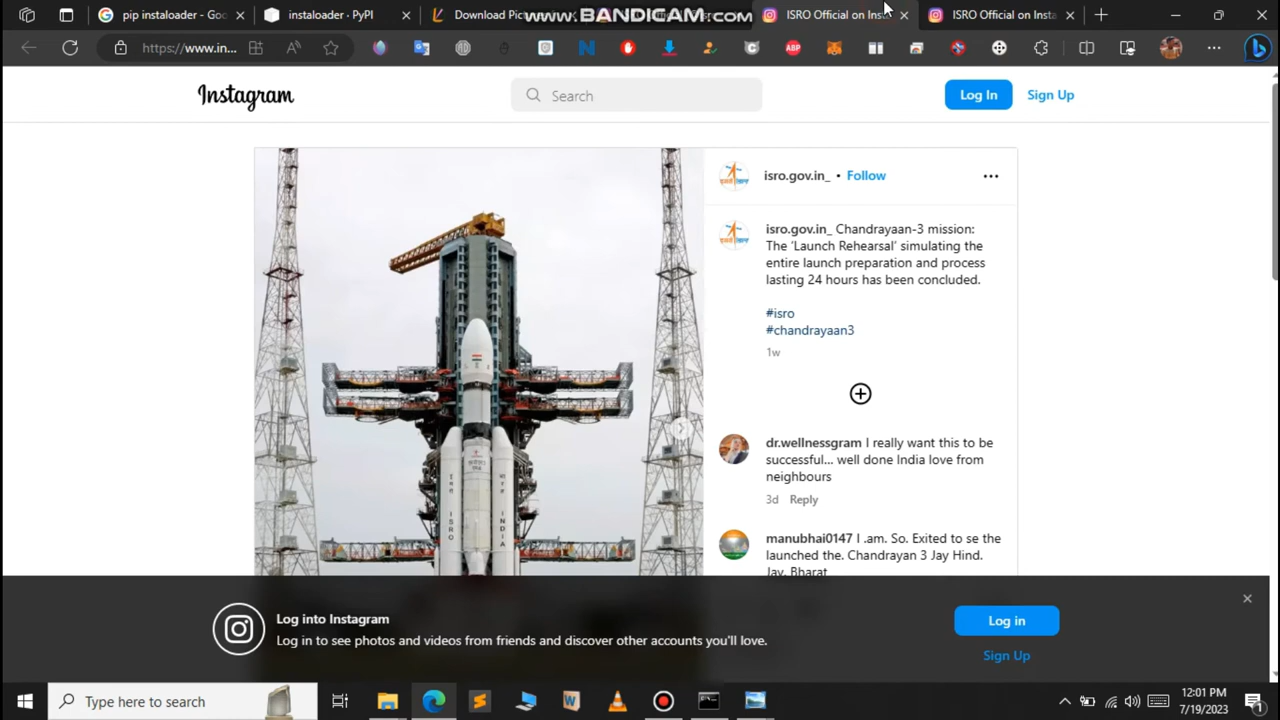 pip instaloader - Goo
instaloader · PyPI
Download Pic
www.BANDICAM.com
ISRO Official on Inst
ISRO Official on Insta
https://www.in...
Instagram
Search
Log In
Sign Up
isro.gov.in_ • Follow
isro.gov.in_ Chandrayaan-3 mission:
The ‘Launch Rehearsal’ simulating the
entire launch preparation and process
lasting 24 hours has been concluded.
#isro
#chandrayaan3
1w
dr.wellnessgram I really want this to be
successful... well done India love from
neighbours
3d Reply
manubhai0147 I .am. So. Exited to se the
launched the. Chandrayan 3 Jay Hind.
Jay. Bharat
ISRO
INDIA
Log into Instagram
Log in to see photos and videos from friends and discover other accounts you'll love.
Log in
Sign Up
Type here to search
12:01 PM
7/19/2023